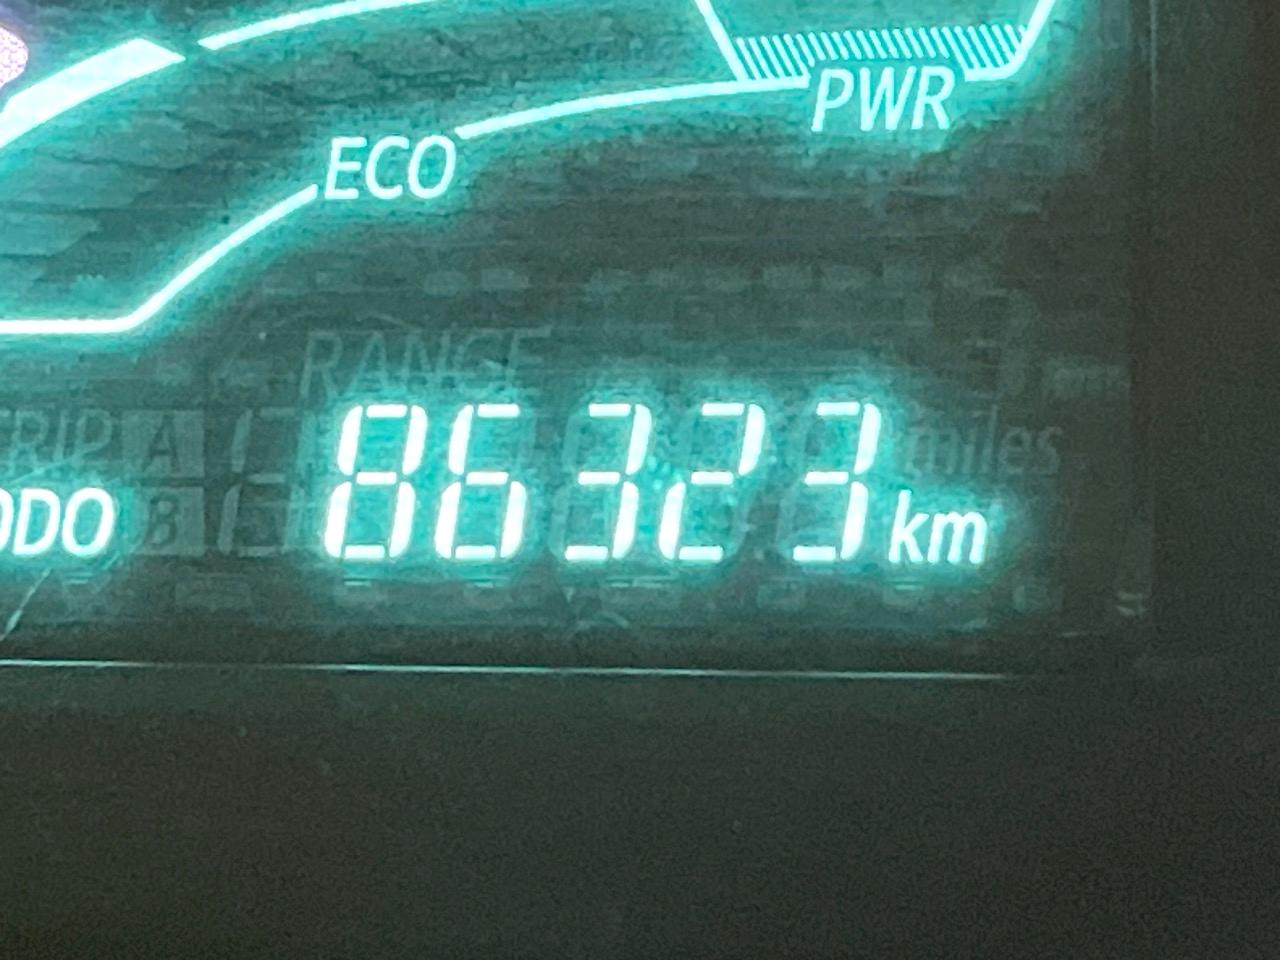 PWR
ECO
RANGE
TRIP A miles
ODO B 86323 km